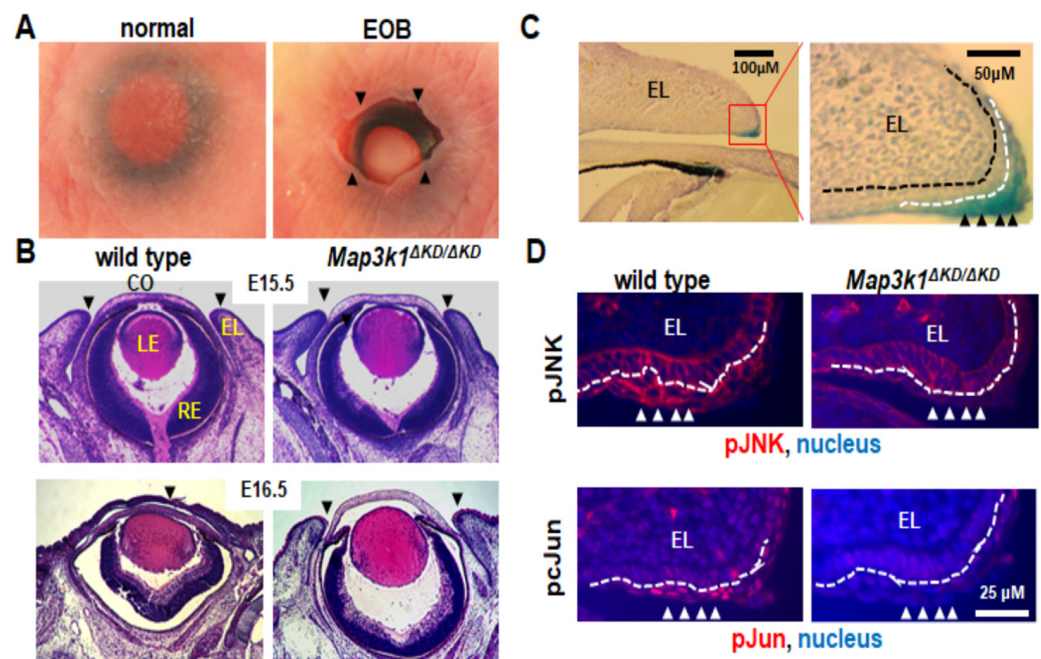 A
normal
EOB
B
wild type
Map3k1ΔKD/ΔKD
E15.5
CO
EL
LE
RE
E16.5
C
EL
100µM
EL
50µM
D
wild type
Map3k1ΔKD/ΔKD
pJNK
EL
EL
pJNK, nucleus
pcJun
EL
EL
25 µM
pJun, nucleus